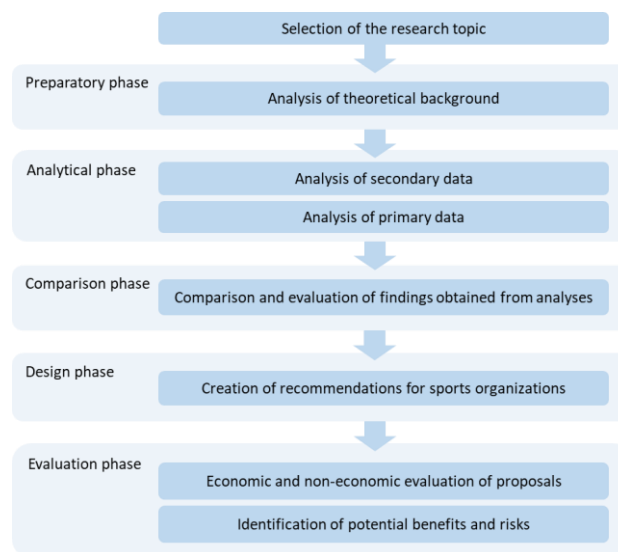 Selection of the research topic
Preparatory phase
Analysis of theoretical background
Analytical phase
Analysis of secondary data
Analysis of primary data
Comparison phase
Comparison and evaluation of findings obtained from analyses
Design phase
Creation of recommendations for sports organizations
Evaluation phase
Economic and non-economic evaluation of proposals
Identification of potential benefits and risks